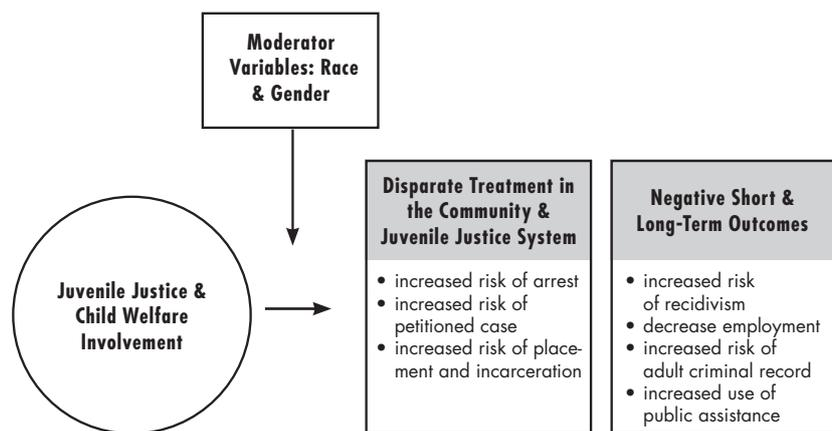 Moderator
Variables: Race
& Gender
Juvenile Justice &
Child Welfare
Involvement
Disparate Treatment in
the Community &
Juvenile Justice System
• increased risk of arrest
• increased risk of
petitioned case
• increased risk of place-
ment and incarceration
Negative Short &
Long-Term Outcomes
• increased risk
of recidivism
• decrease employment
• increased risk of
adult criminal record
• increased use of
public assistance